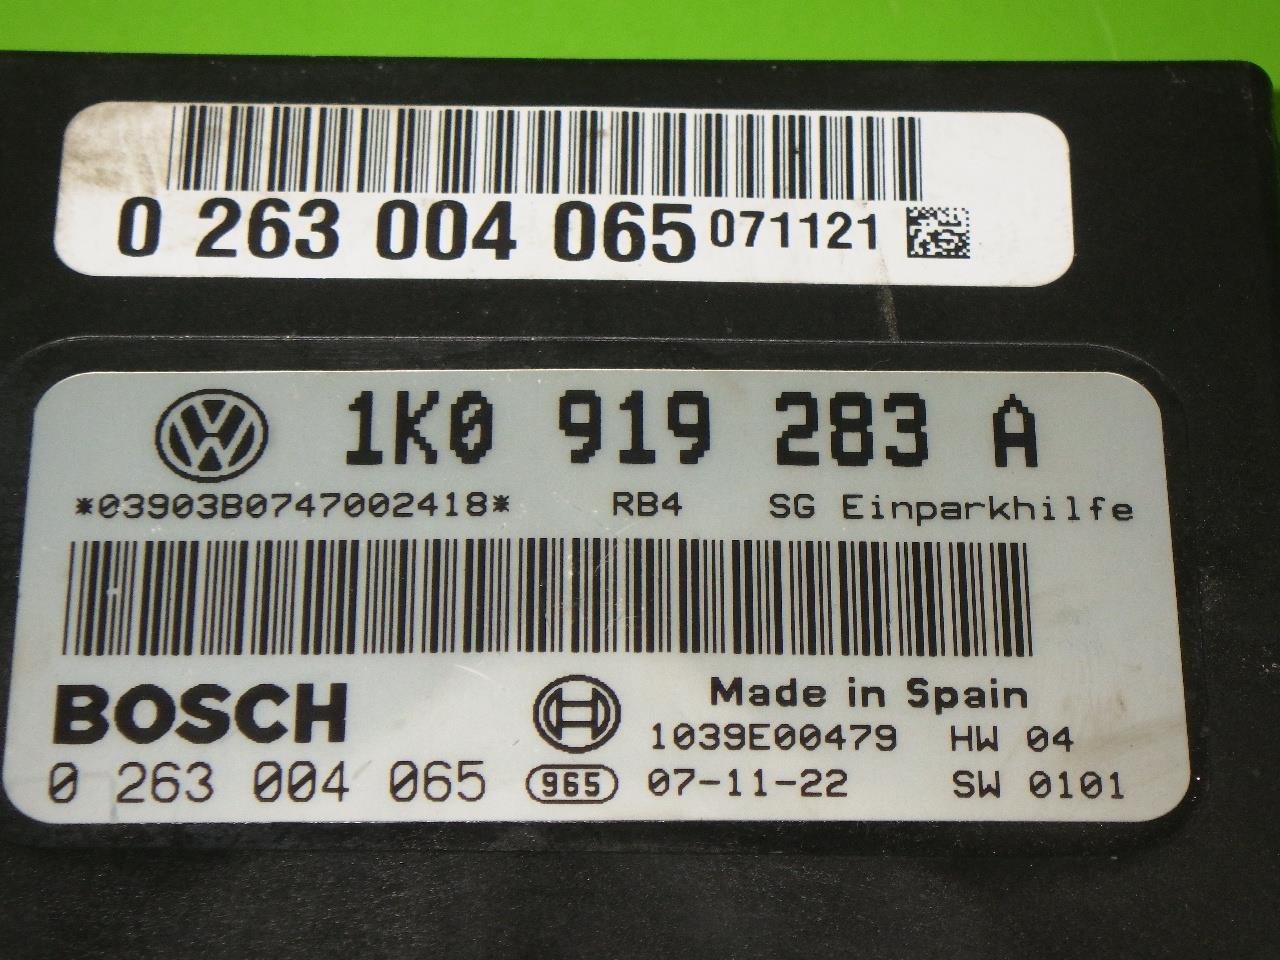 0 263 004 065 071121
1K0 919 283 A
*03903B0747002418* RB4 SG Einparkhilfe
BOSCH Made in Spain
1039E00479 HW 04
0 263 004 065 965 07-11-22 SW 0101